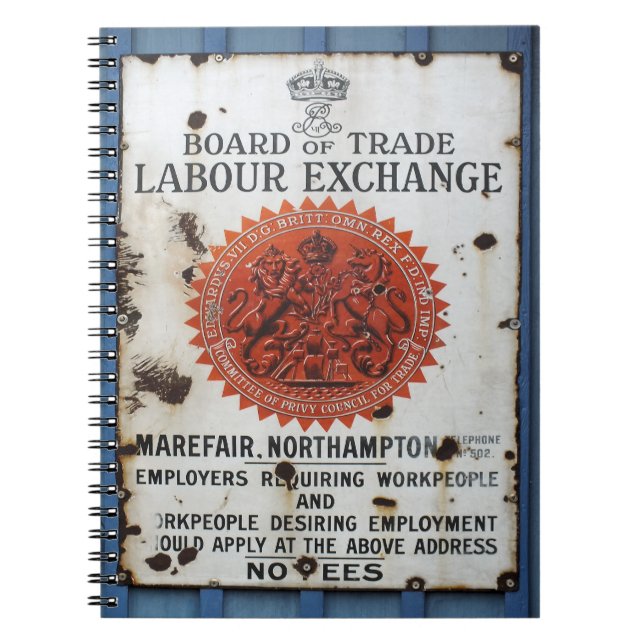 BOARD OF TRADE
LABOUR EXCHANGE
EDWARDVS VII D:G: BRITT: OMN: REX F:D: IND: IMP:
COMMITTEE OF PRIVY COUNCIL FOR TRADE
MAREFAIR, NORTHAMPTON
TELEPHONE
No 502.
EMPLOYERS REQUIRING WORKPEOPLE
AND
ORKPEOPLE DESIRING EMPLOYMENT
OULD APPLY AT THE ABOVE ADDRESS
NO EES